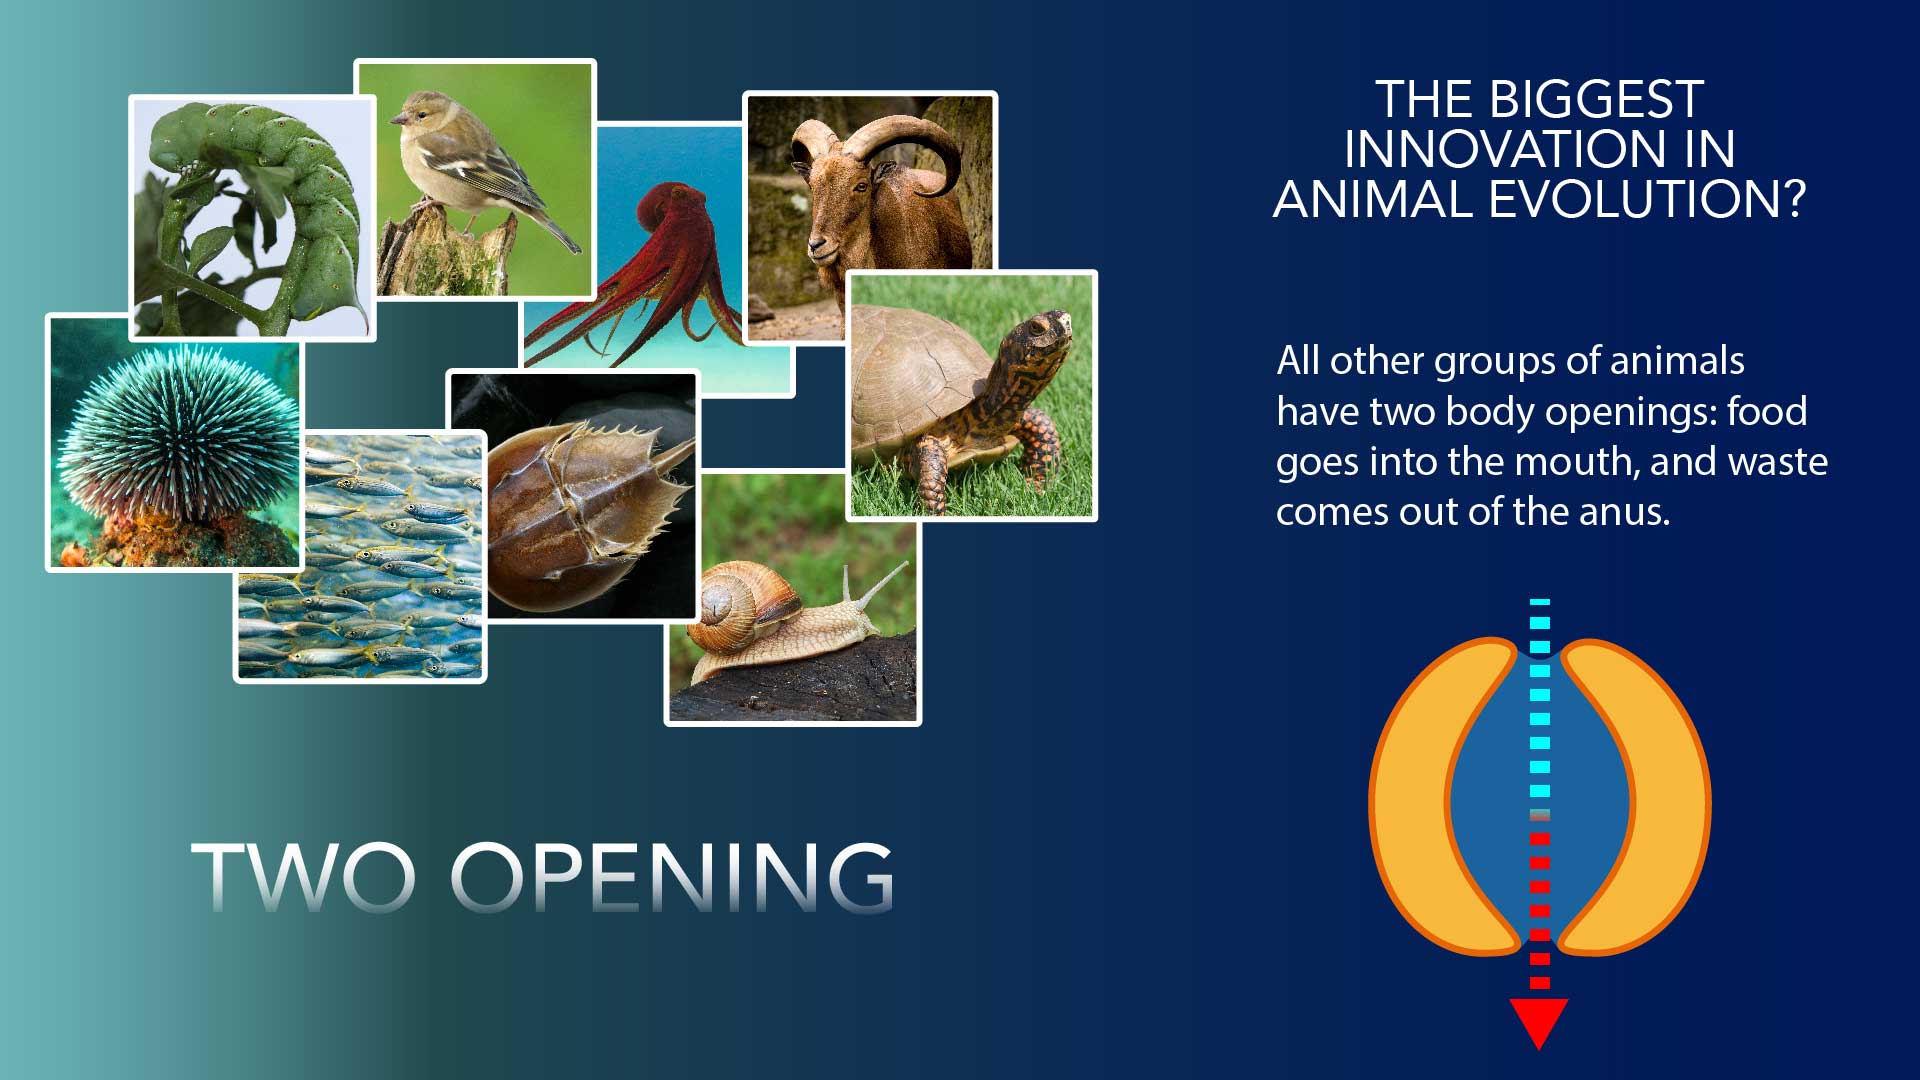 THE BIGGEST
INNOVATION IN
ANIMAL EVOLUTION?
All other groups of animals
have two body openings: food
goes into the mouth, and waste
comes out of the anus.
TWO OPENING